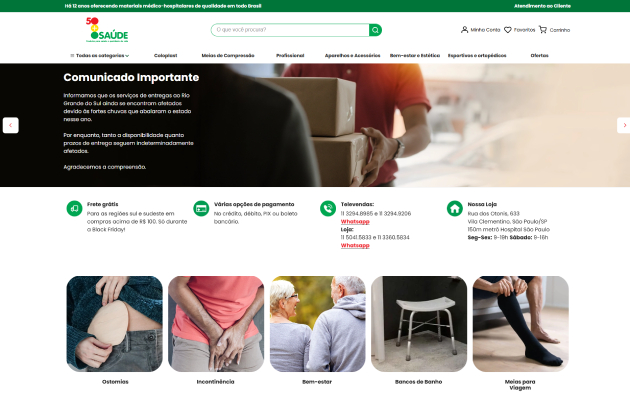 Há 12 anos oferecendo materiais médico-hospitalares de qualidade em todo Brasil
Atendimento ao Cliente
SÓ SAÚDE
O que você procura?
Minha Conta
Favoritos
Carrinho
Todas as categorias
Coloplast
Meias de Compressão
Profissional
Aparelhos e Acessórios
Bem-estar e Estético
Esportivos e ortopédicos
Ofertas
Comunicado Importante
Informamos que os serviços de entregas ao Rio
Grande do Sul ainda se encontram afetados
devido às fortes chuvas que abalaram o estado
nesse ano.
Por enquanto, tanto a disponibilidade quanto
prazos de entrega seguem indeterminadamente
afetados.
Agradecemos a compreensão.
Frete grátis
Para as regiões sul e sudeste em
compras acima de R$ 100. Só durante
a Black Friday!
Várias opções de pagamento
No crédito, débito, PIX ou boleto
bancário.
Televendas:
11 3294.8885 e 11 3294.9206
Whatsapp
Loja:
11 5041.5833 e 11 3360.5834
Whatsapp
Nossa Loja
Rua dos Otonis, 633
Vila Clementino, São Paulo/SP
150m metrô Hospital São Paulo
Seg-Sex: 9-19h Sábado: 9-16h
Ostomias
Incontinência
Bem-estar
Bancos de Banho
Meias para
Viagem